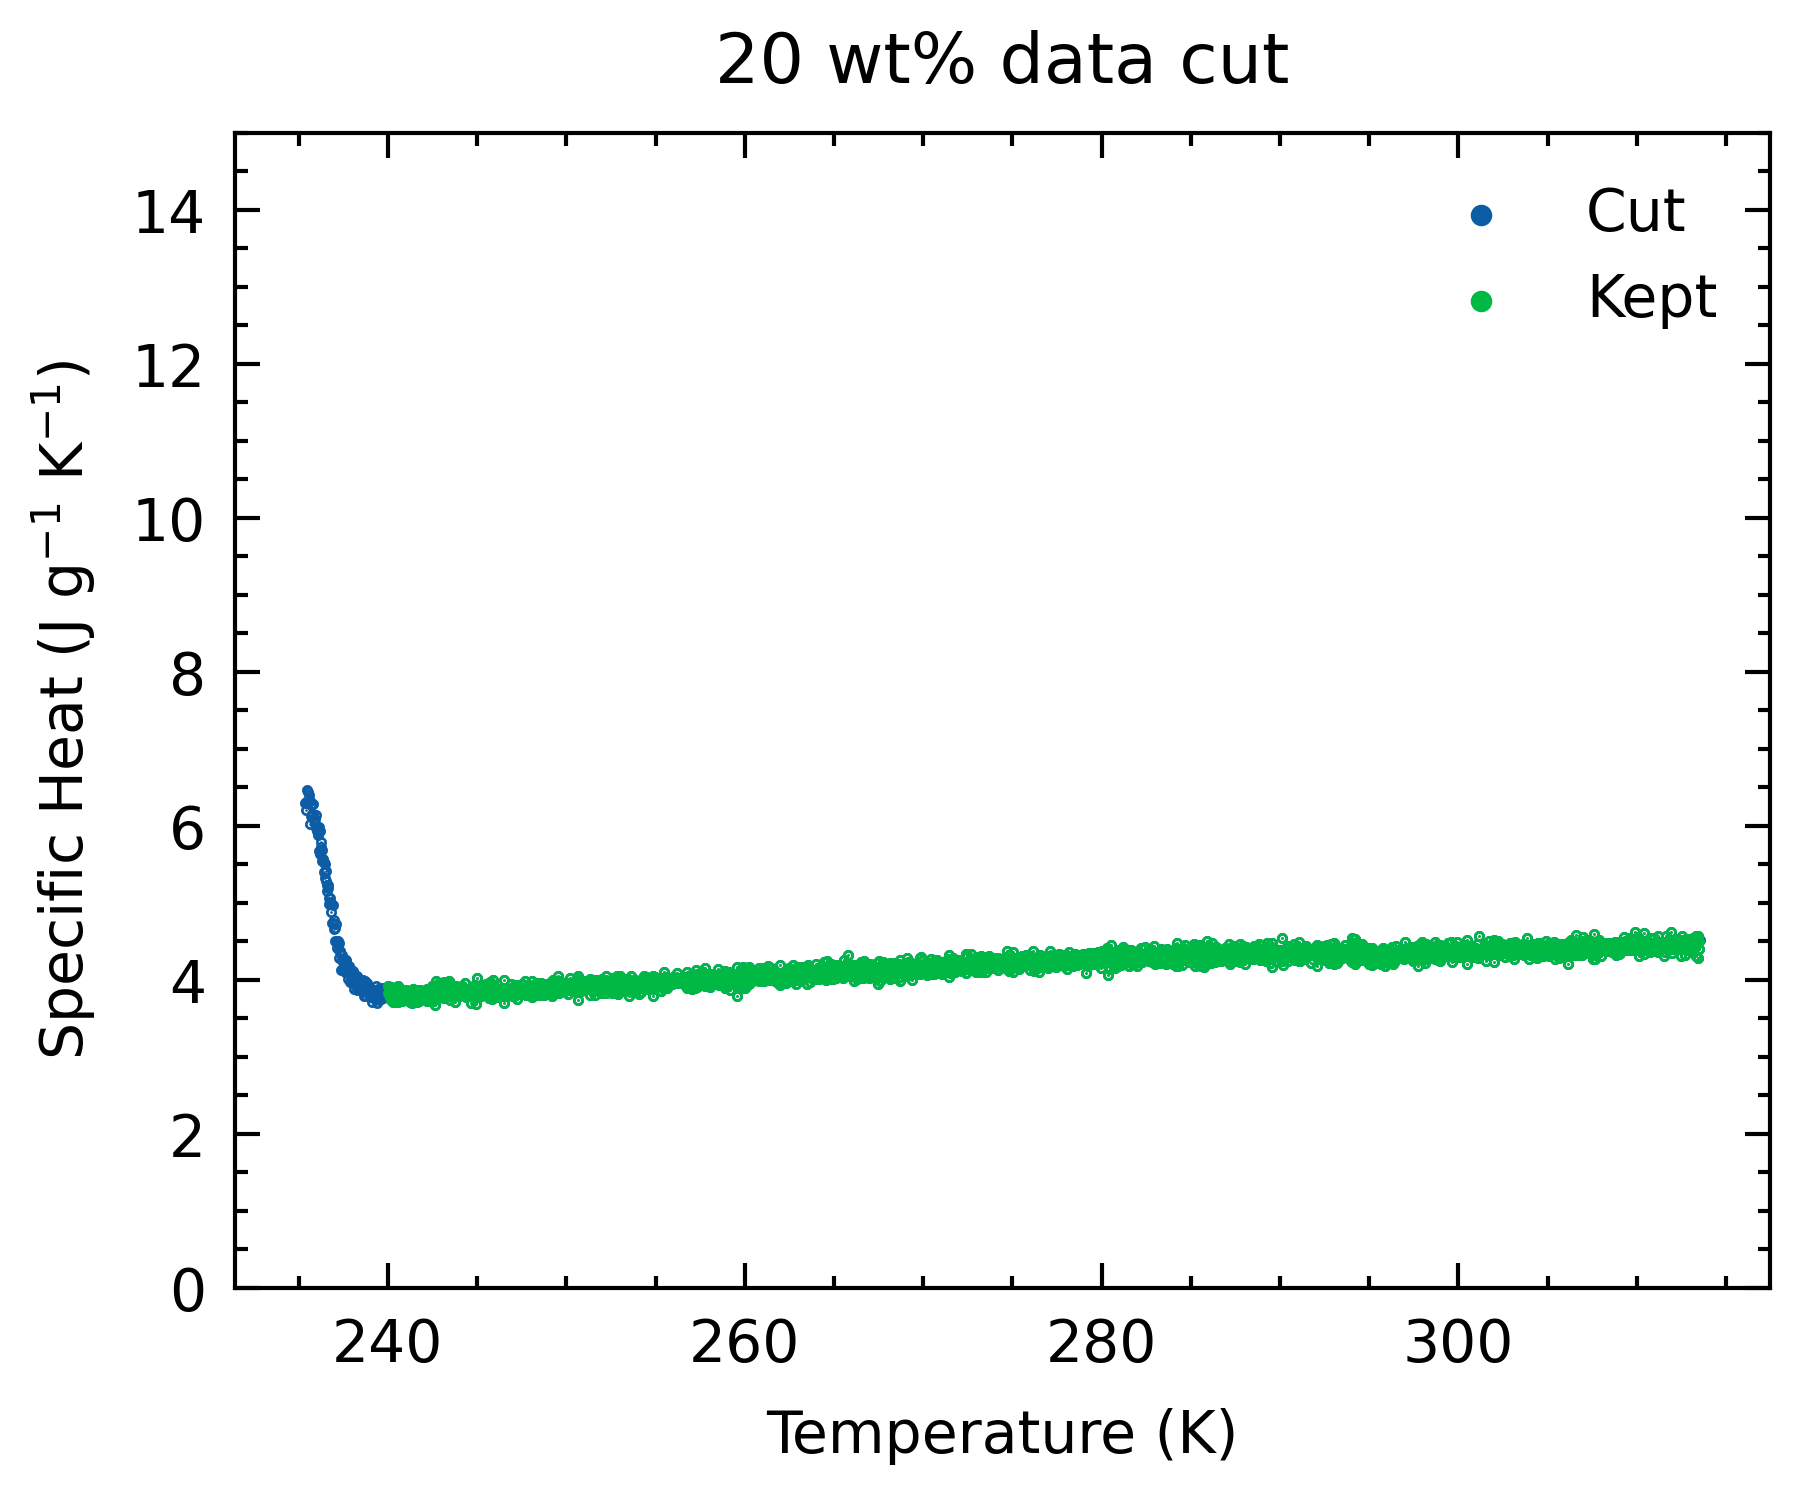 20 wt% data cut
Cut
Kept
14
12
10
8
6
4
2
0
240 260 280 300
Specific Heat (J g⁻¹ K⁻¹)
Temperature (K)